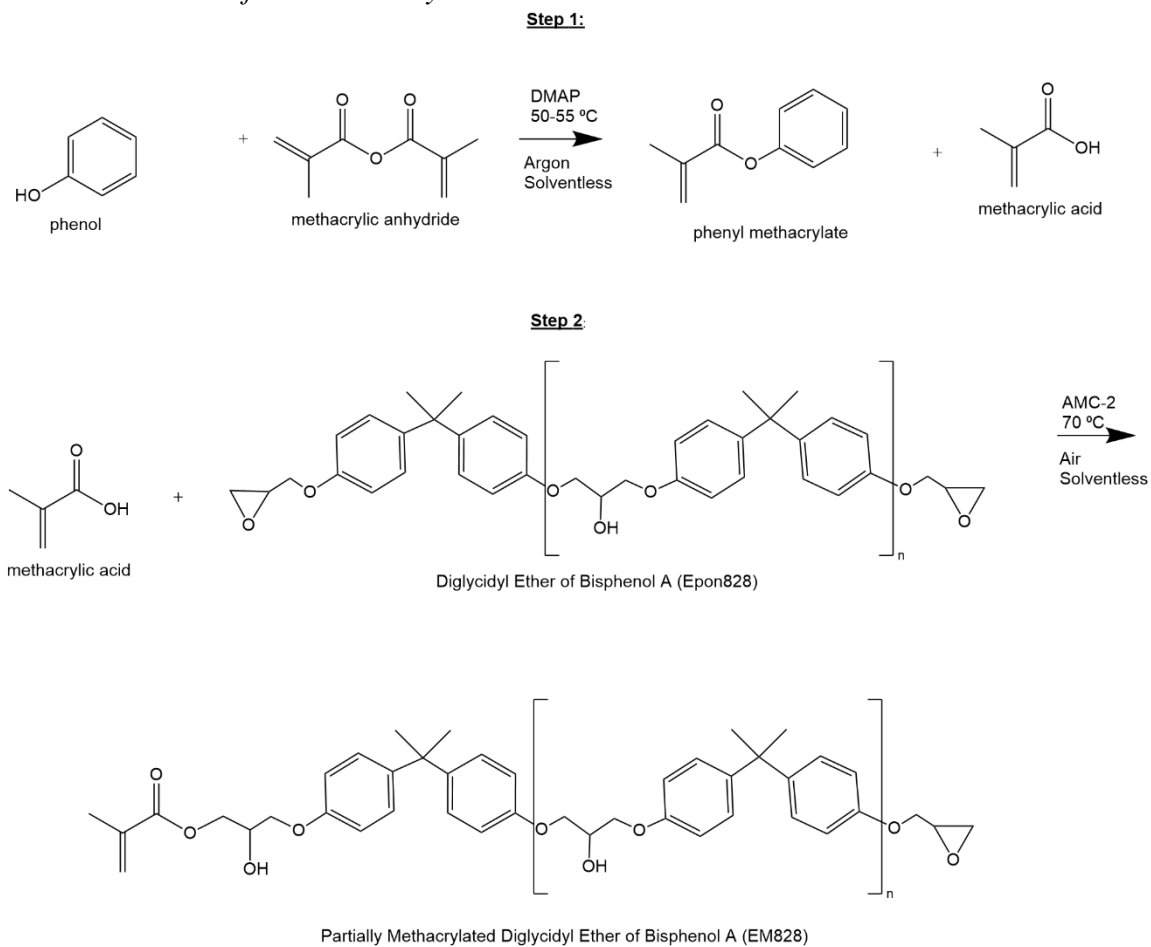 Step 1:
O
O
O
DMAP
50-55 ºC
O
O
+
+
Argon
Solventless
HO
O
O
OH
phenol
methacrylic anhydride
phenyl methacrylate
methacrylic acid
Step 2:
AMC-2
70 ºC
Air
Solventless
O
OH
+
O
O
O
OH
O
O
O
n
methacrylic acid
Diglycidyl Ether of Bisphenol A (Epon828)
O
O
OH
O
O
OH
O
O
O
n
Partially Methacrylated Diglycidyl Ether of Bisphenol A (EM828)